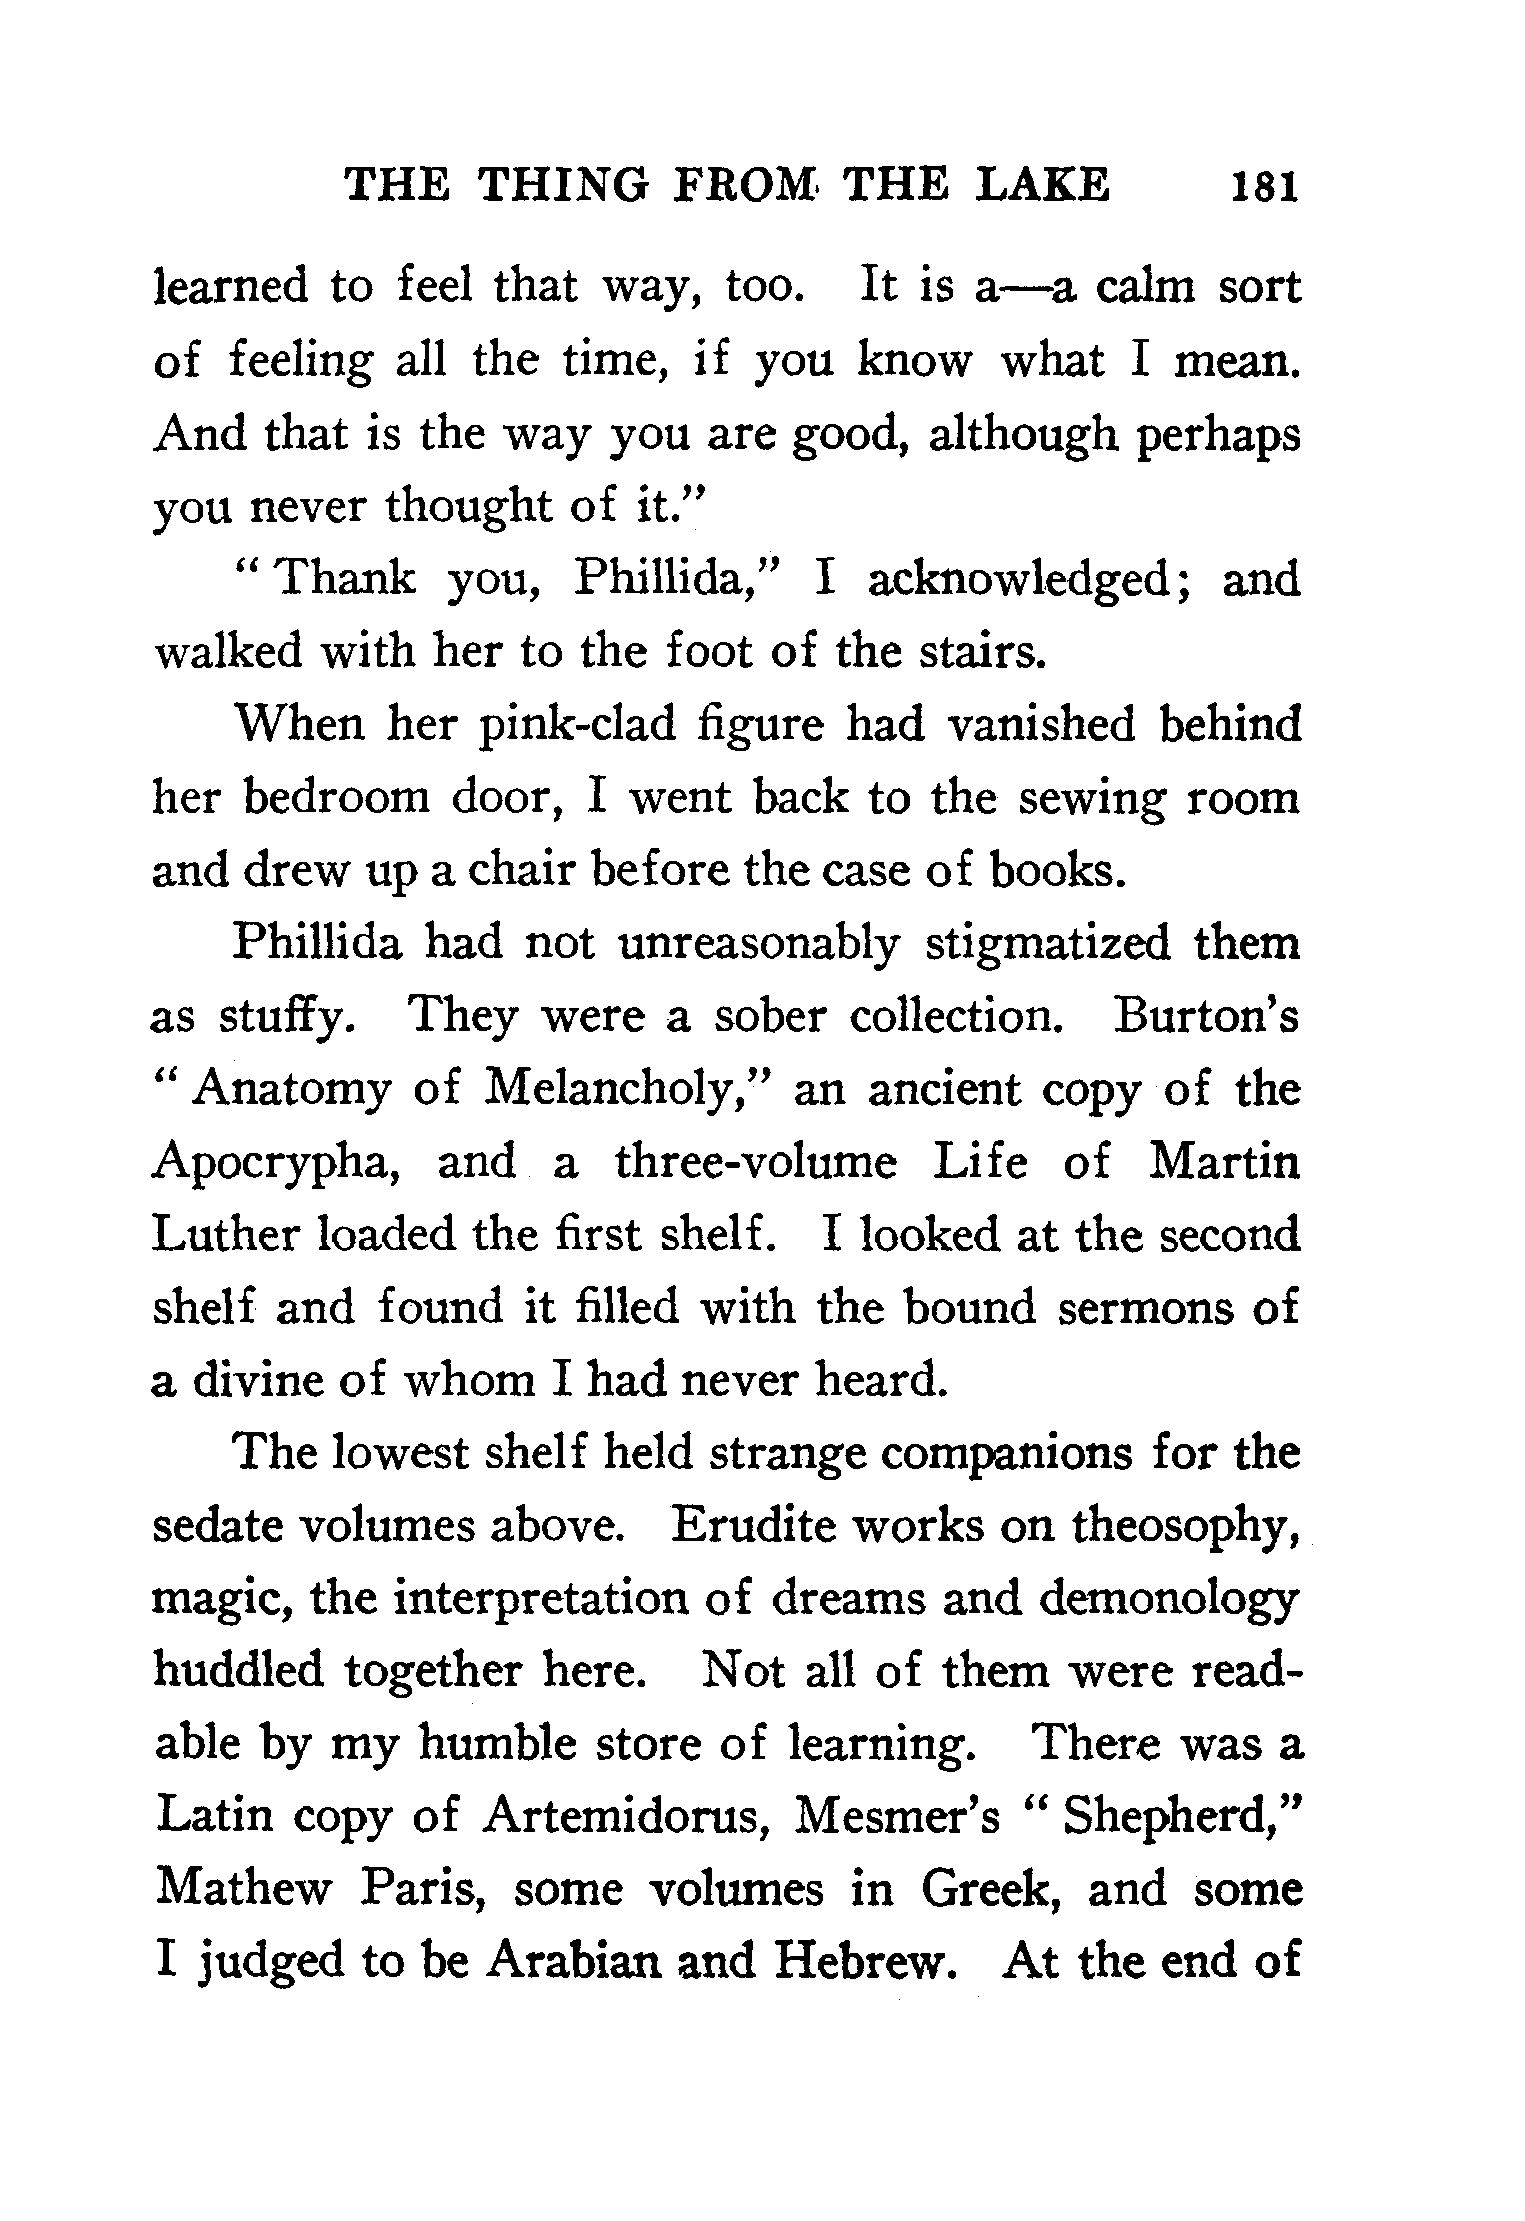 THE THING FROM THE LAKE 181
learned to feel that way, too. It is a—a calm sort
of feeling all the time, if you know what I mean.
And that is the way you are good, although perhaps
you never thought of it.”
“ Thank you, Phillida,” I acknowledged; and
walked with her to the foot of the stairs.
When her pink-clad figure had vanished behind
her bedroom door, I went back to the sewing room
and drew up a chair before the case of books.
Phillida had not unreasonably stigmatized them
as stuffy. They were a sober collection. Burton’s
“ Anatomy of Melancholy,” an ancient copy of the
Apocrypha, and a three-volume Life of Martin
Luther loaded the first shelf. I looked at the second
shelf and found it filled with the bound sermons of
a divine of whom I had never heard.
The lowest shelf held strange companions for the
sedate volumes above. Erudite works on theosophy,
magic, the interpretation of dreams and demonology
huddled together here. Not all of them were read-
able by my humble store of learning. There was a
Latin copy of Artemidorus, Mesmer’s “ Shepherd,”
Mathew Paris, some volumes in Greek, and some
I judged to be Arabian and Hebrew. At the end of